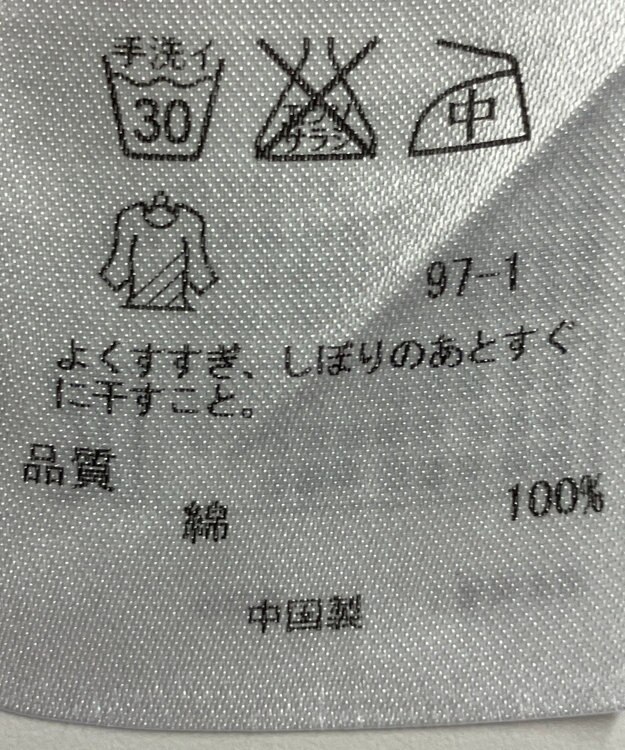 手洗イ
30
エンソ
サラシ
中
97-1
よくすすぎ、しぼりのあとすぐ
に干すこと。
品質
綿 100%
中国製